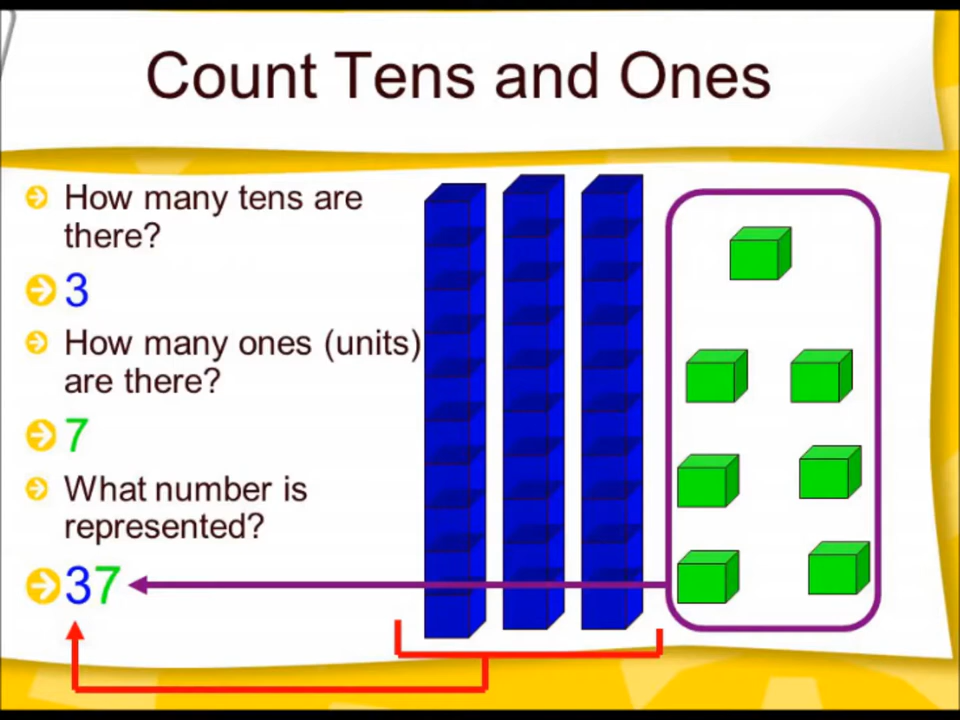 Count Tens and Ones
How many tens are
there?
3
How many ones (units)
are there?
7
What number is
represented?
37